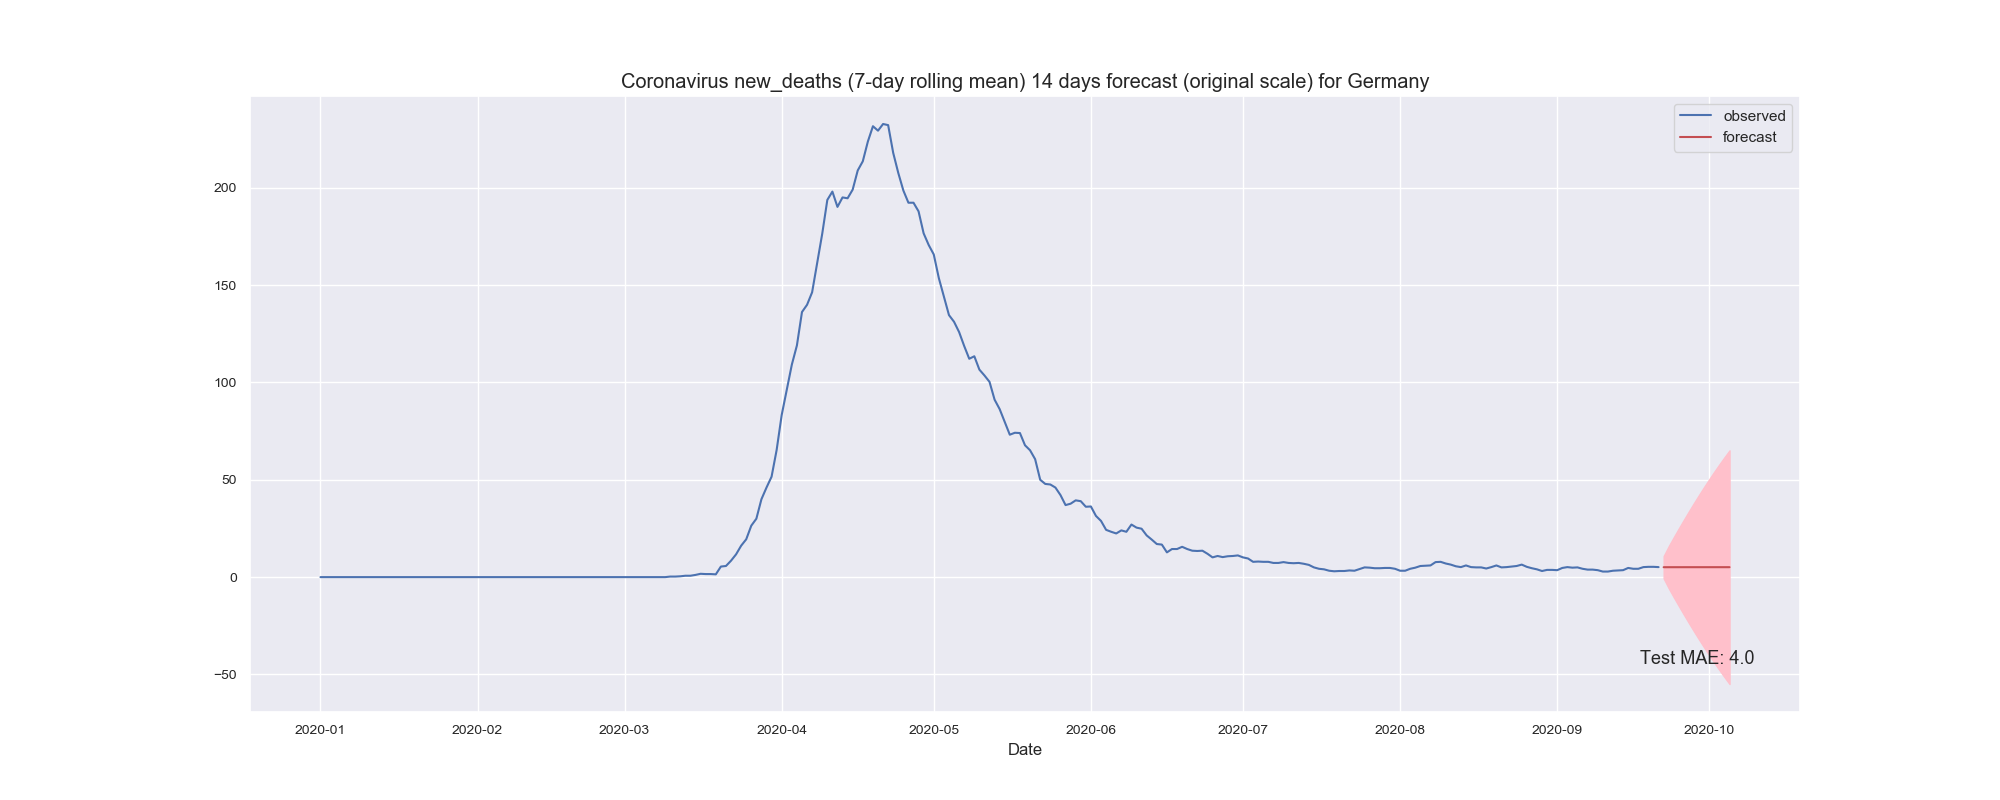 Coronavirus new_deaths (7-day rolling mean) 14 days forecast (original scale) for Germany
observed
forecast
200
150
100
50
0
−50
Test MAE: 4.0
2020-01 2020-02 2020-03 2020-04 2020-05 2020-06 2020-07 2020-08 2020-09 2020-10
Date